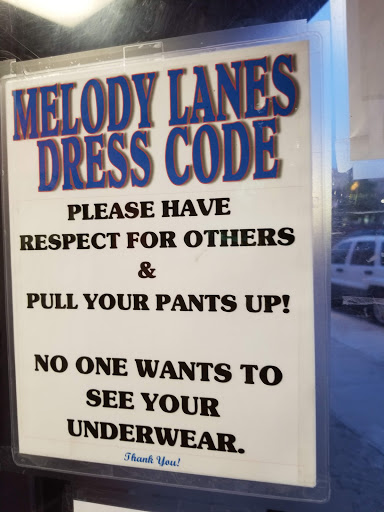 MELODY LANES
DRESS CODE
PLEASE HAVE
RESPECT FOR OTHERS
&
PULL YOUR PANTS UP!
NO ONE WANTS TO
SEE YOUR
UNDERWEAR.
Thank You!